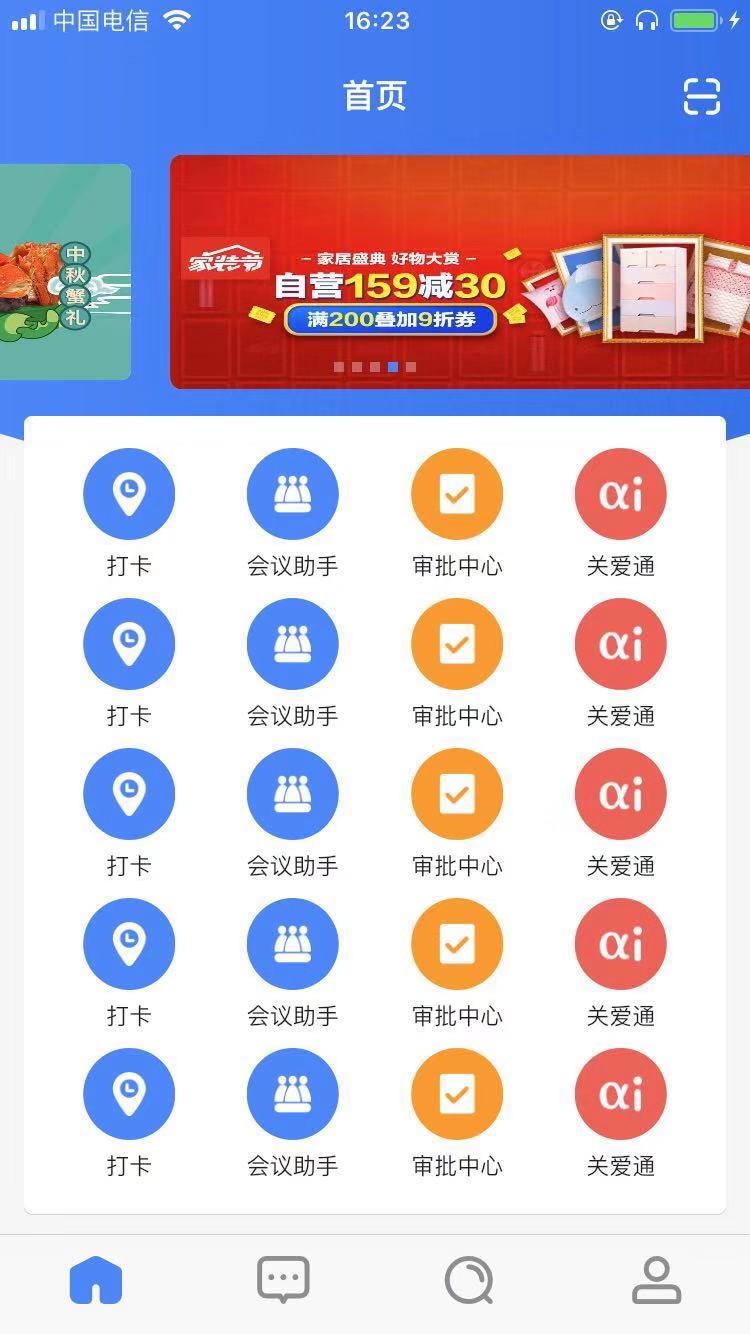 中国电信
16:23
首页
中秋蟹礼
家装节
家居盛典 好物大赏
自营159减30
满200叠加9折券
打卡 会议助手 审批中心 关爱通
αi
打卡 会议助手 审批中心 关爱通
αi
打卡 会议助手 审批中心 关爱通
αi
打卡 会议助手 审批中心 关爱通
αi
打卡 会议助手 审批中心 关爱通
αi